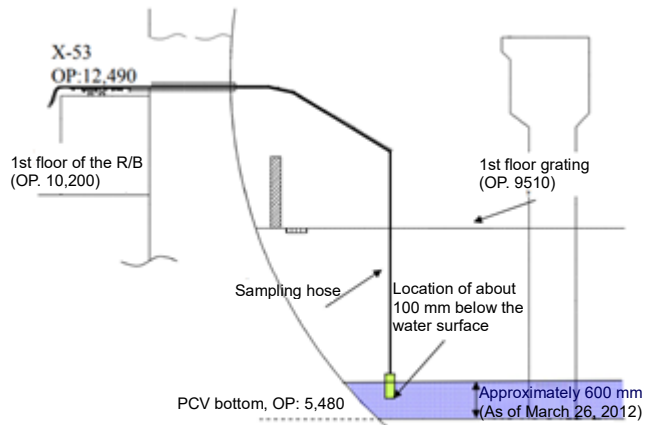 X-53
OP:12,490
1st floor of the R/B
(OP. 10,200)
1st floor grating
(OP. 9510)
Sampling hose
Location of about
100 mm below the
water surface
PCV bottom, OP: 5,480
Approximately 600 mm
(As of March 26, 2012)